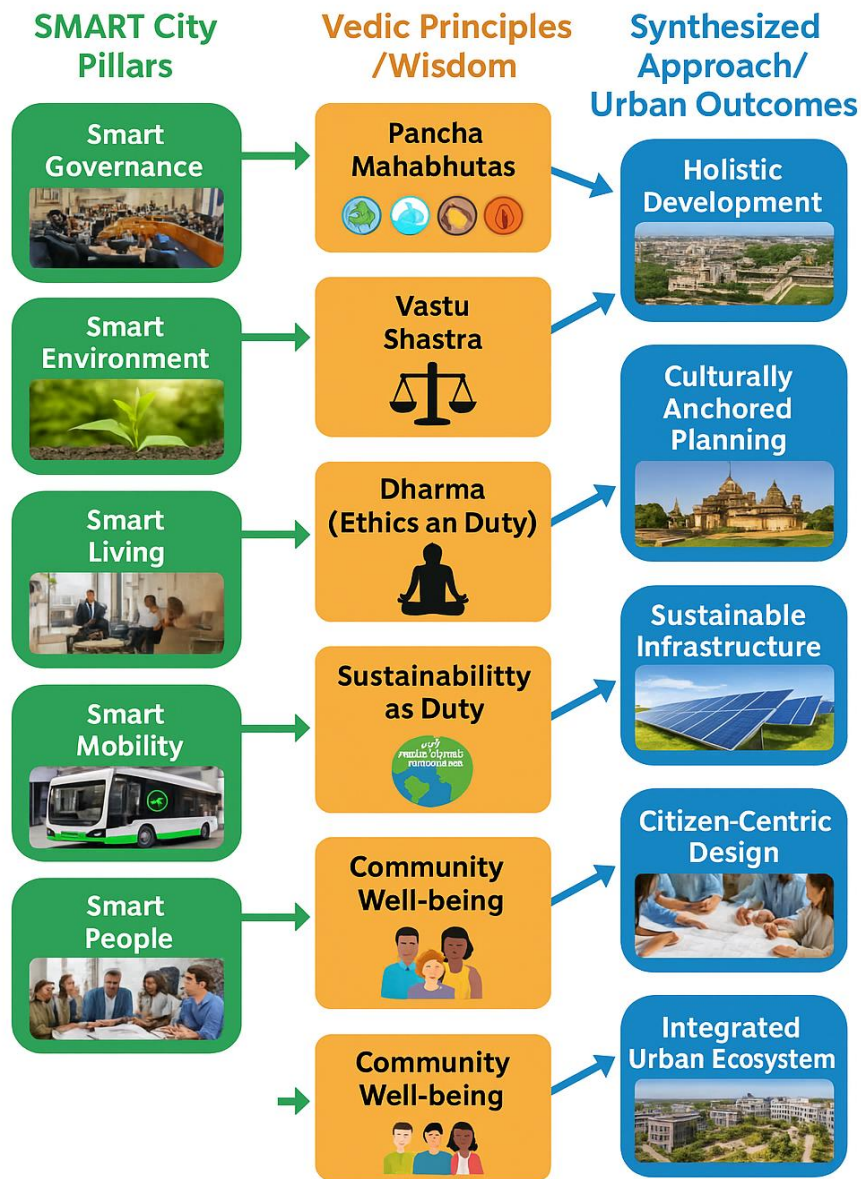 SMART City
Pillars
Smart
Governance
Smart
Environment
Smart
Living
Smart
Mobility
Smart
People
Vedic Principles
/Wisdom
Pancha
Mahabhutas
Vastu
Shastra
Dharma
(Ethics an Duty)
Sustainabilitty
as Duty
Community
Well-being
Community
Well-being
Synthesized
Approach/
Urban Outcomes
Holistic
Development
Culturally
Anchored
Planning
Sustainable
Infrastructure
Citizen-Centric
Design
Integrated
Urban Ecosystem